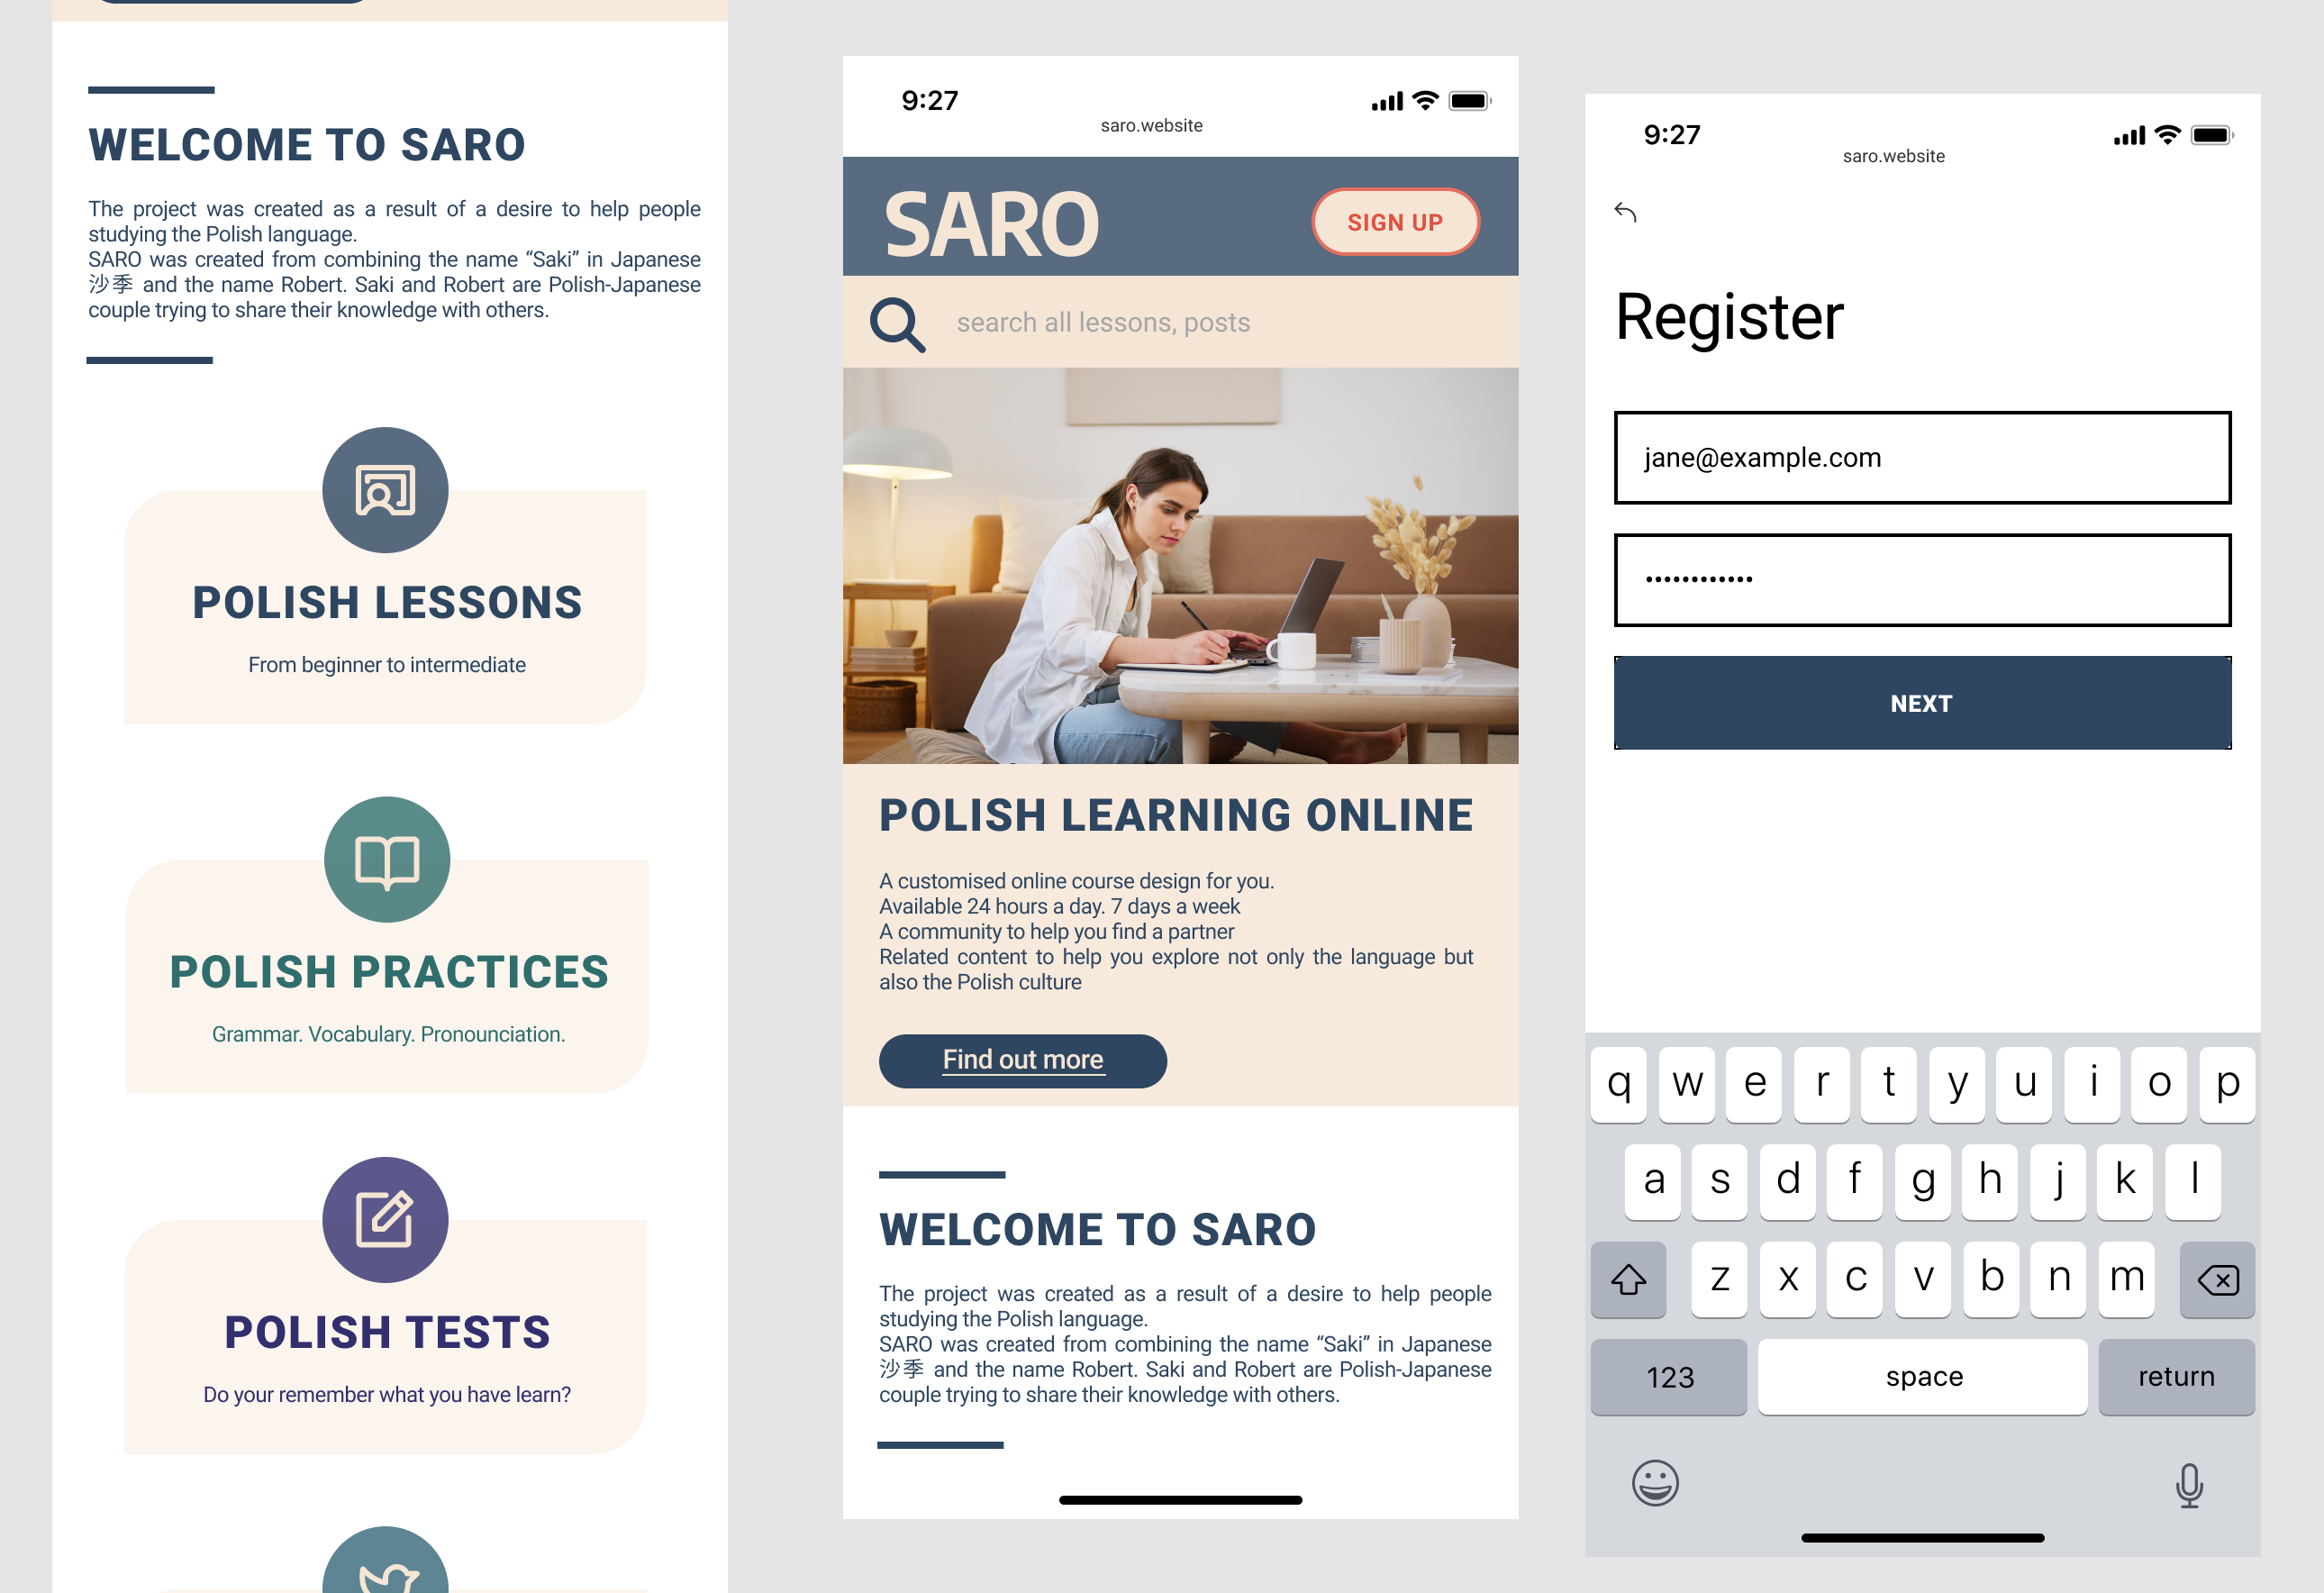 WELCOME TO SARO
The project was created as a result of a desire to help people
studying the Polish language.
SARO was created from combining the name “Saki” in Japanese
沙季 and the name Robert. Saki and Robert are Polish-Japanese
couple trying to share their knowledge with others.
POLISH LESSONS
From beginner to intermediate
POLISH PRACTICES
Grammar. Vocabulary. Pronounciation.
POLISH TESTS
Do your remember what you have learn?
9:27
saro.website
SARO
SIGN UP
search all lessons, posts
POLISH LEARNING ONLINE
A customised online course design for you.
Available 24 hours a day. 7 days a week
A community to help you find a partner
Related content to help you explore not only the language but
also the Polish culture
Find out more
WELCOME TO SARO
The project was created as a result of a desire to help people
studying the Polish language.
SARO was created from combining the name “Saki” in Japanese
沙季 and the name Robert. Saki and Robert are Polish-Japanese
couple trying to share their knowledge with others.
9:27
saro.website
Register
jane@example.com
••••••••••••
NEXT
q w e r t y u i o p
a s d f g h j k l
z x c v b n m
123 space return